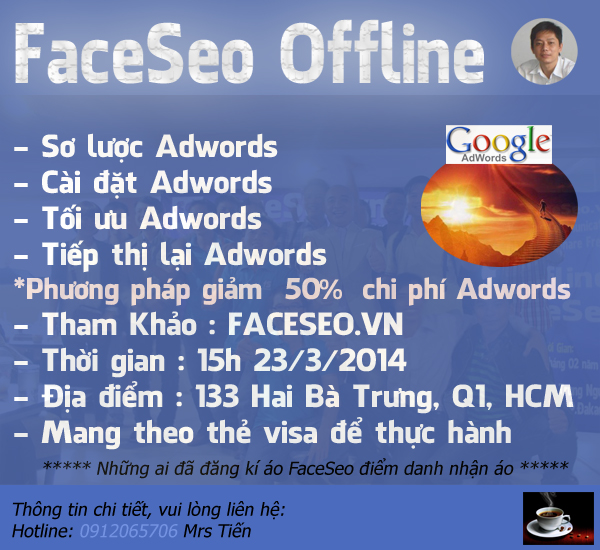 FaceSeo Offline
Google
AdWords
- Sơ lược Adwords
- Cài đặt Adwords
- Tối ưu Adwords
- Tiếp thị lại Adwords
*Phương pháp giảm 50% chi phí Adwords
- Tham Khảo : FACESEO.VN
- Thời gian : 15h 23/3/2014
- Địa điểm : 133 Hai Bà Trưng, Q1, HCM
- Mang theo thẻ visa để thực hành
***** Những ai đã đăng kí áo FaceSeo điểm danh nhận áo *****
Thông tin chi tiết, vui lòng liên hệ:
Hotline: 0912065706 Mrs Tiến